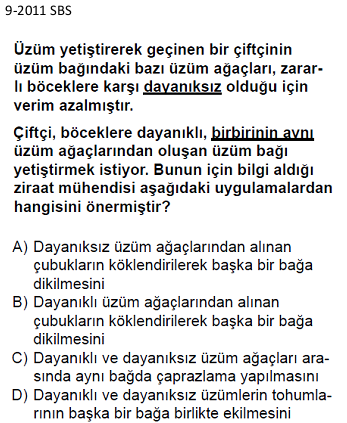 9-2011 SBS
Üzüm yetiştirerek geçinen bir çiftçinin
üzüm bağındaki bazı üzüm ağaçları, zarar-
lı böceklere karşı dayanıksız olduğu için
verim azalmıştır.
Çiftçi, böceklere dayanıklı, birbirinin aynı
üzüm ağaçlarından oluşan üzüm bağı
yetiştirmek istiyor. Bunun için bilgi aldığı
ziraat mühendisi aşağıdaki uygulamalardan
hangisini önermiştir?
A) Dayanıksız üzüm ağaçlarından alınan
çubukların köklendirilerek başka bir bağa
dikilmesini
B) Dayanıklı üzüm ağaçlarından alınan
çubukların köklendirilerek başka bir bağa
dikilmesini
C) Dayanıklı ve dayanıksız üzüm ağaçları ara-
sında aynı bağda çaprazlama yapılmasını
D) Dayanıklı ve dayanıksız üzümlerin tohumla-
rının başka bir bağa birlikte ekilmesini